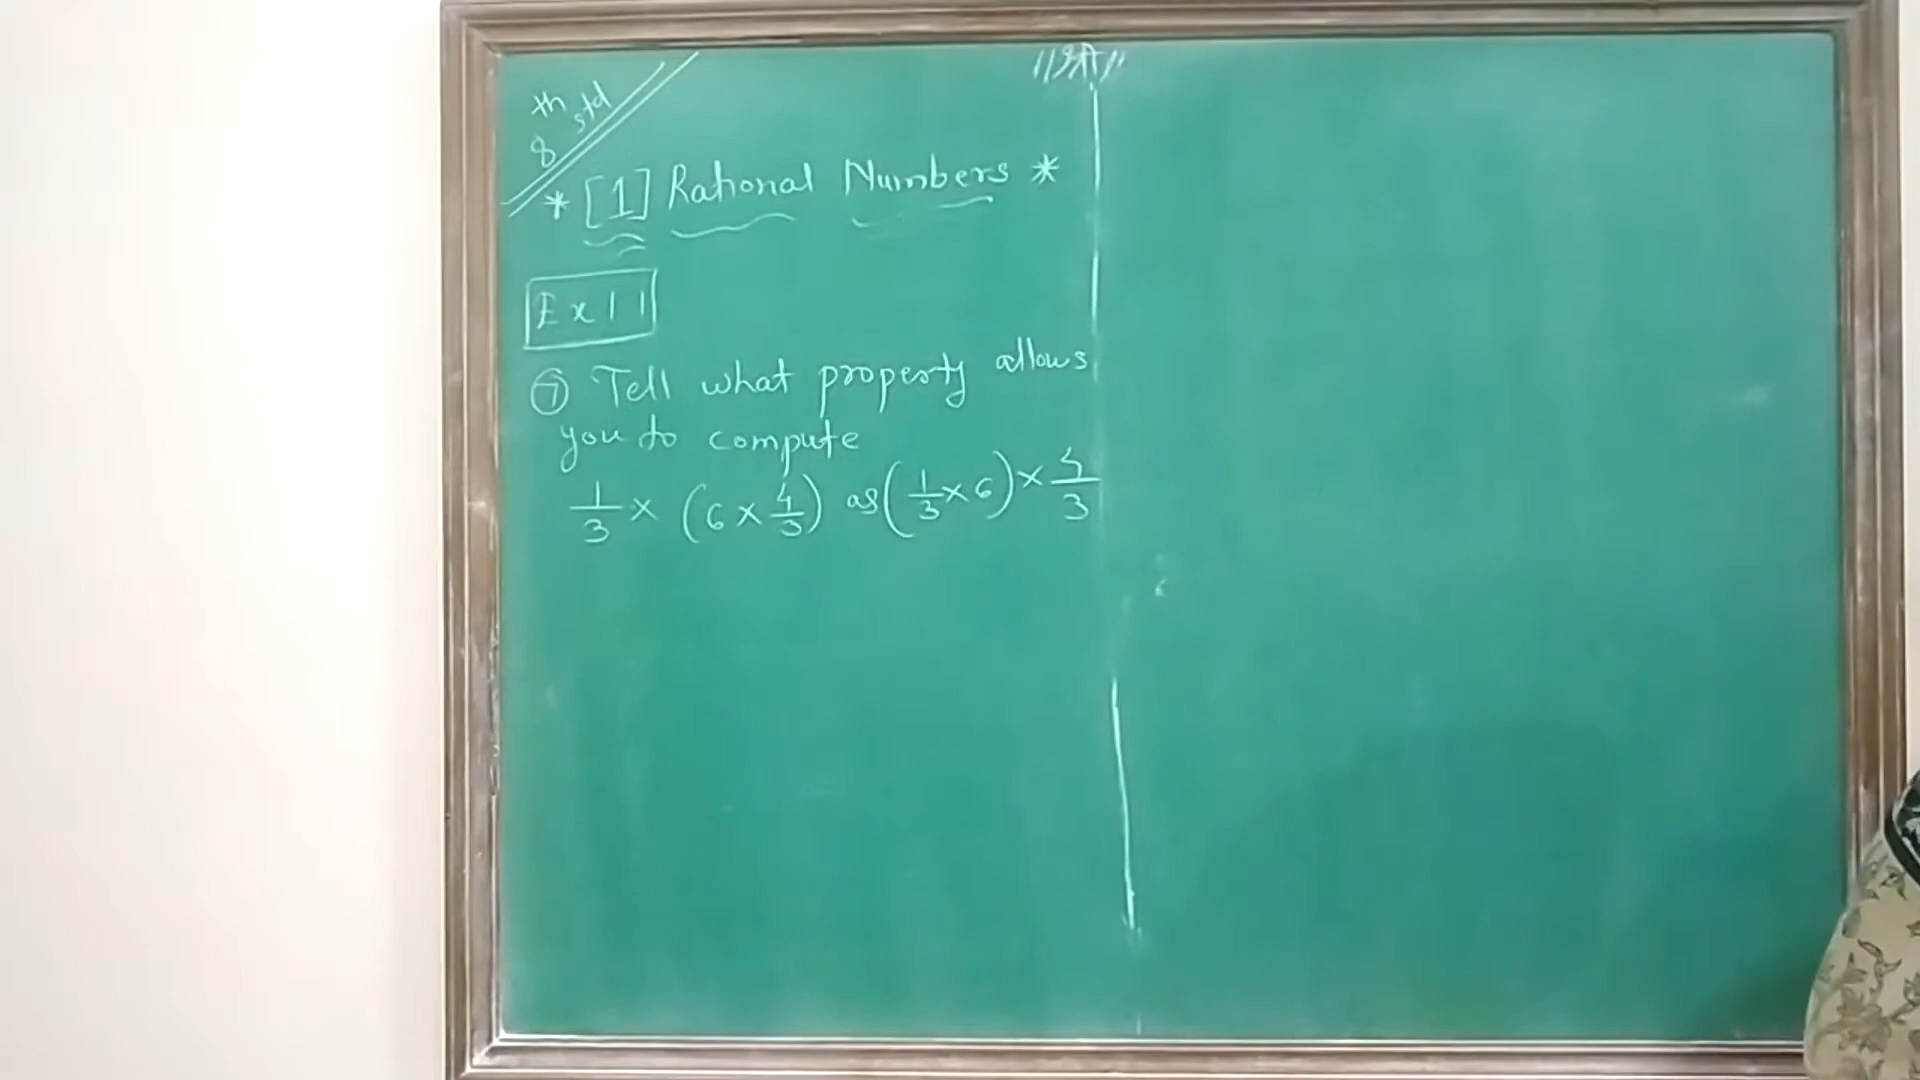 ॥श्री॥
8th std
* [1] Rational Numbers *
Ex 1.1
⑦ Tell what property allows
you to compute
1/3 × (6 × 4/3) as (1/3 × 6) × 4/3